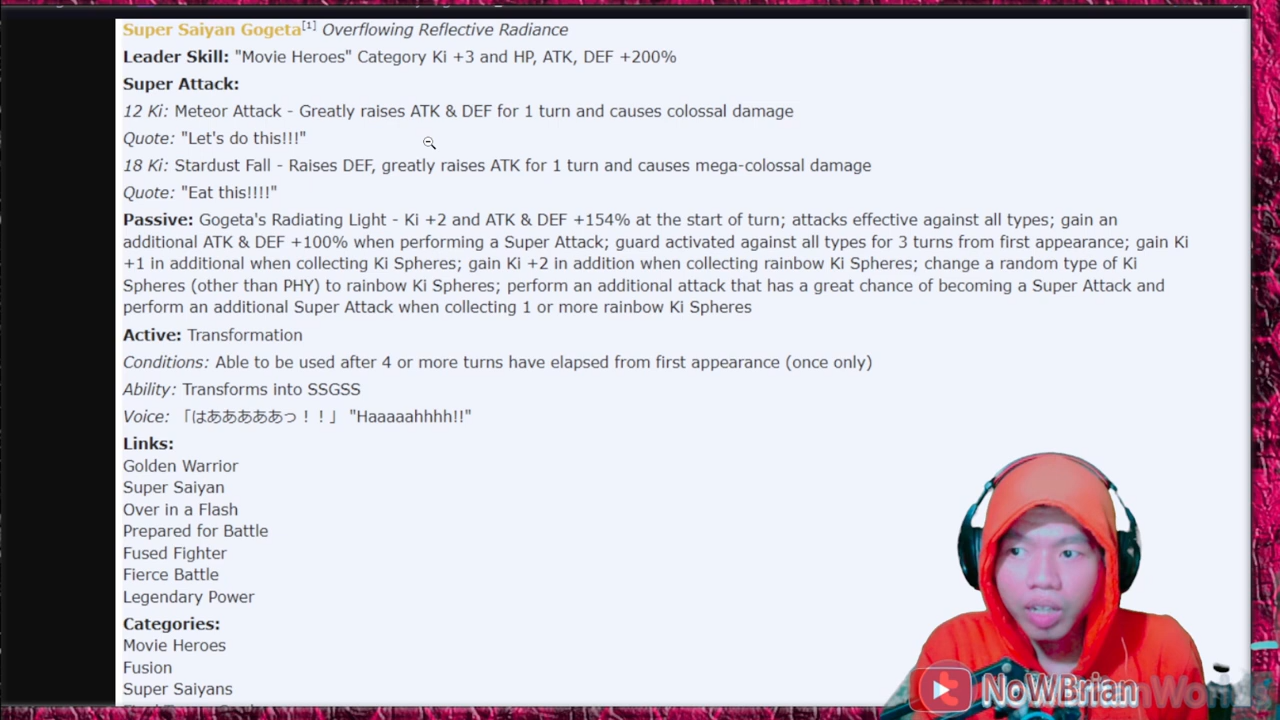 Super Saiyan Gogeta[1] Overflowing Reflective Radiance
Leader Skill: "Movie Heroes" Category Ki +3 and HP, ATK, DEF +200%
Super Attack:
12 Ki: Meteor Attack - Greatly raises ATK & DEF for 1 turn and causes colossal damage
Quote: "Let's do this!!!"
18 Ki: Stardust Fall - Raises DEF, greatly raises ATK for 1 turn and causes mega-colossal damage
Quote: "Eat this!!!!"
Passive: Gogeta's Radiating Light - Ki +2 and ATK & DEF +154% at the start of turn; attacks effective against all types; gain an
additional ATK & DEF +100% when performing a Super Attack; guard activated against all types for 3 turns from first appearance; gain Ki
+1 in additional when collecting Ki Spheres; gain Ki +2 in addition when collecting rainbow Ki Spheres; change a random type of Ki
Spheres (other than PHY) to rainbow Ki Spheres; perform an additional attack that has a great chance of becoming a Super Attack and
perform an additional Super Attack when collecting 1 or more rainbow Ki Spheres
Active: Transformation
Conditions: Able to be used after 4 or more turns have elapsed from first appearance (once only)
Ability: Transforms into SSGSS
Voice: 「はあああああっ！！」 "Haaaaahhhh!!"
Links:
Golden Warrior
Super Saiyan
Over in a Flash
Prepared for Battle
Fused Fighter
Fierce Battle
Legendary Power
Categories:
Movie Heroes
Fusion
Super Saiyans
NoWBrian